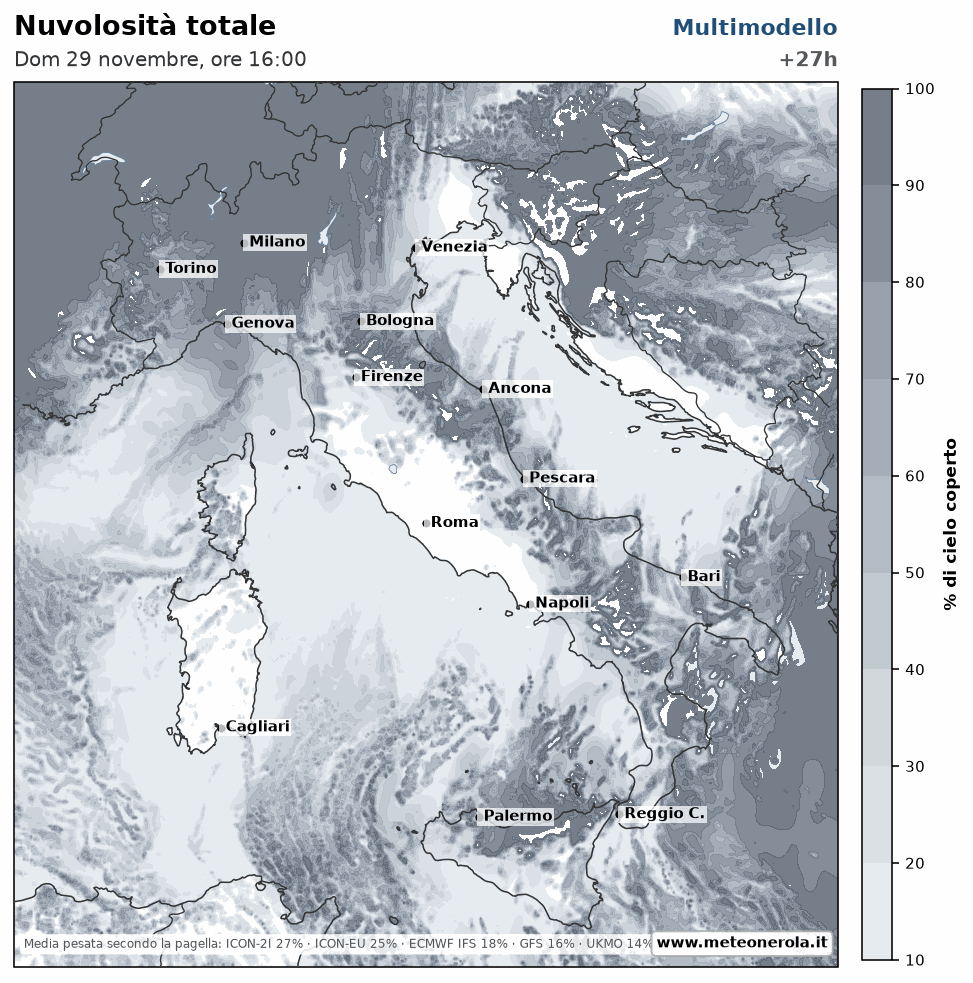 Nuvolosità totale
Multimodello
Dom 29 novembre, ore 16:00
+27h
100
90
80
70
60
50
40
30
20
10
% di cielo coperto
Milano
Venezia
Torino
Genova
Bologna
Firenze
Ancona
Pescara
Roma
Bari
Napoli
Cagliari
Palermo
Reggio C.
Media pesata secondo la pagella: ICON-2I 27% · ICON-EU 25% · ECMWF IFS 18% · GFS 16% · UKMO 14%
www.meteonerola.it